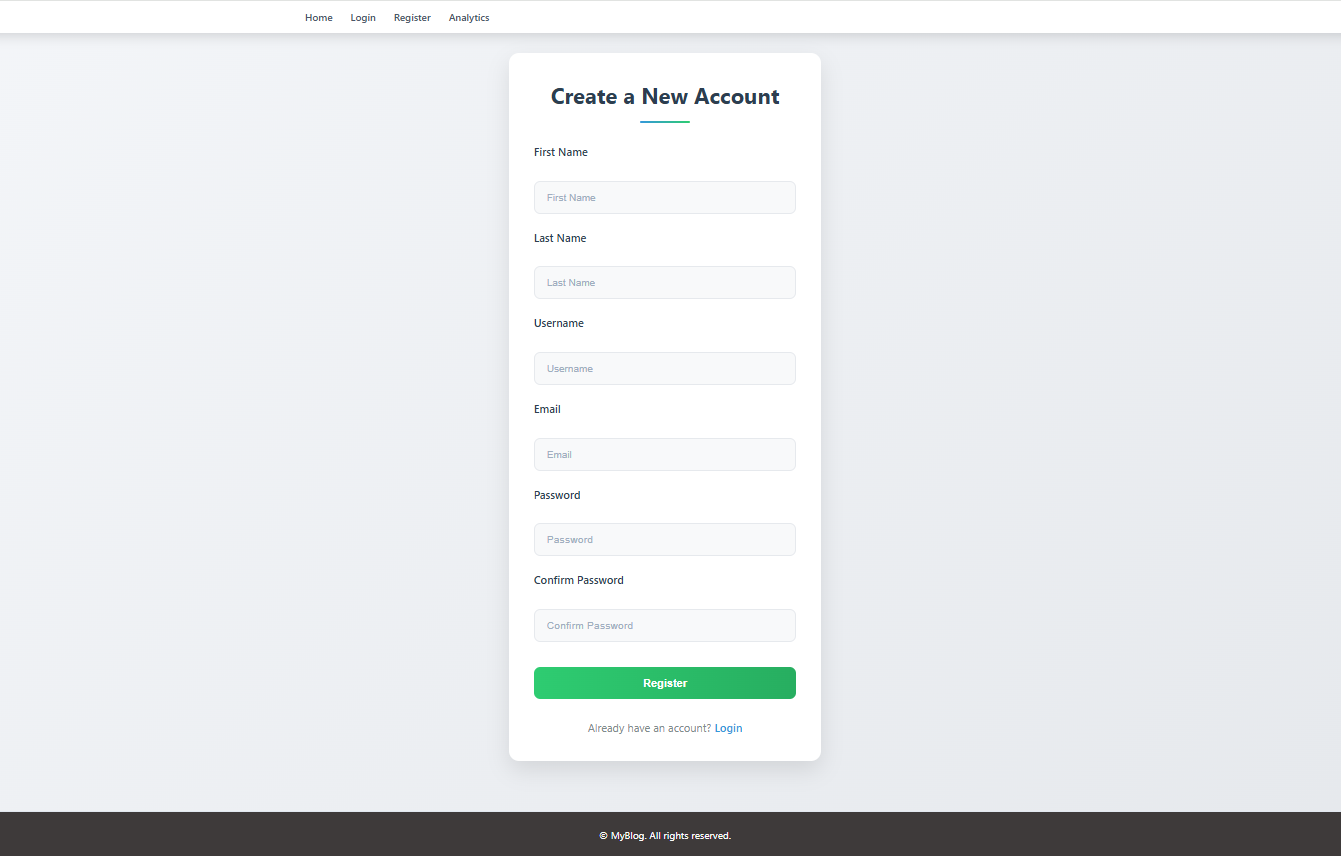 Home Login Register Analytics
Create a New Account
First Name
First Name
Last Name
Last Name
Username
Username
Email
Email
Password
Password
Confirm Password
Confirm Password
Register
Already have an account? Login
© MyBlog. All rights reserved.